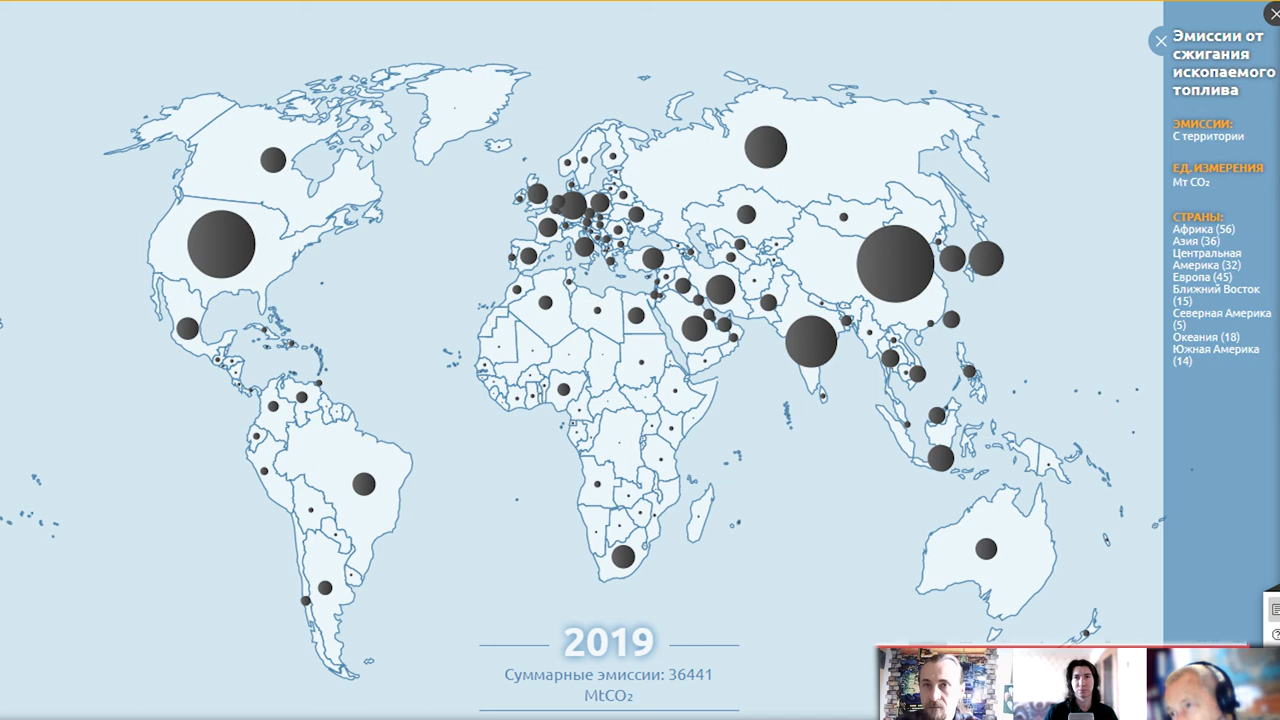 Эмиссии от
сжигания
ископаемого
топлива
ЭМИССИИ:
С территории
ЕД. ИЗМЕРЕНИЯ
Мт CO₂
СТРАНЫ:
Африка (56)
Азия (36)
Центральная
Америка (32)
Европа (45)
Ближний Восток
(15)
Северная Америка
(5)
Океания (18)
Южная Америка
(14)
2019
Суммарные эмиссии: 36441
MtCO₂